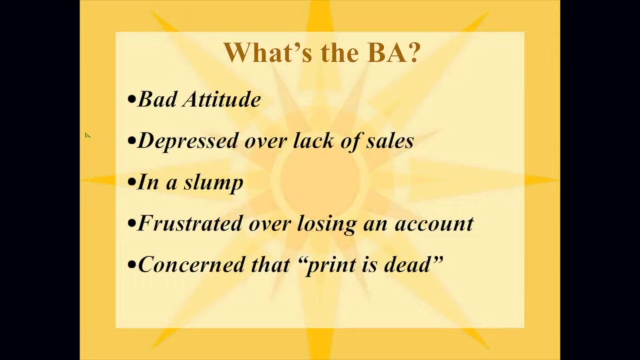 What's the BA?
•Bad Attitude
•Depressed over lack of sales
•In a slump
•Frustrated over losing an account
•Concerned that “print is dead”